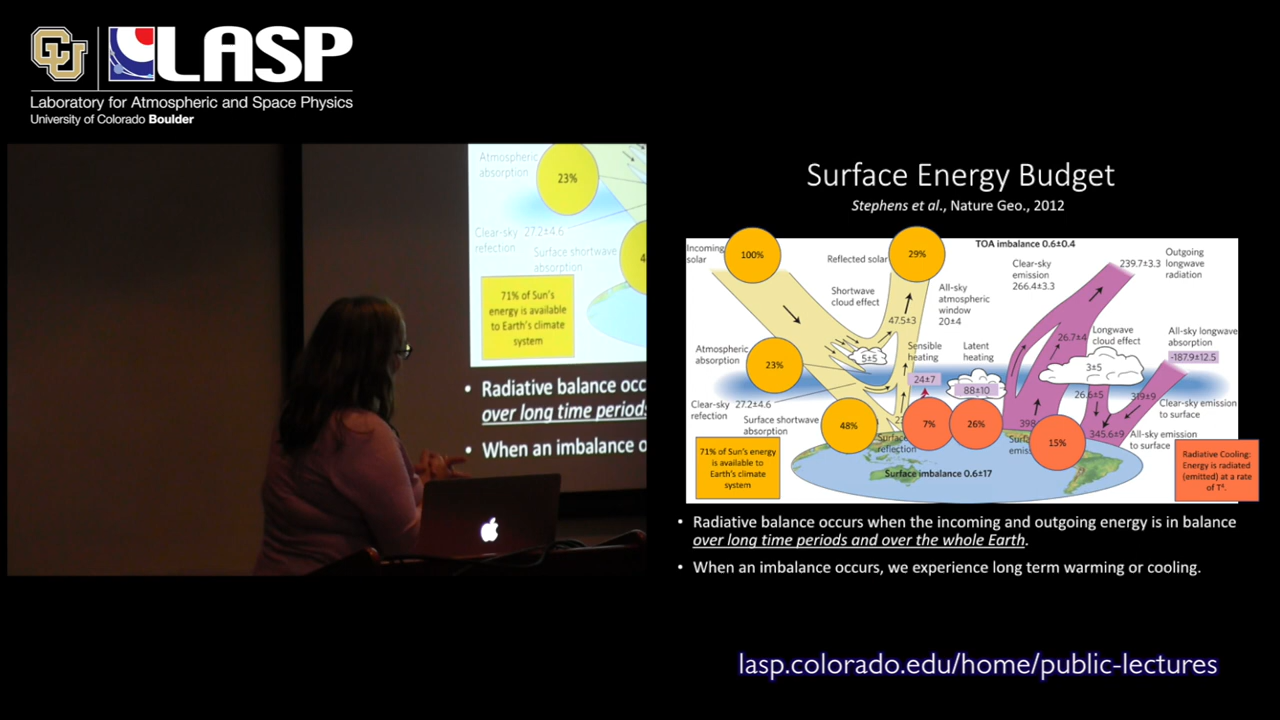 CU
LASP
Laboratory for Atmospheric and Space Physics
University of Colorado Boulder
Atmospheric
absorption
23%
Clear-sky 27.2±4.6
refection
Surface shortwave
absorption
4
71% of Sun's
energy is available
to Earth's climate
system
• Radiative balance occ
over long time periods
• When an imbalance o
Surface Energy Budget
Stephens et al., Nature Geo., 2012
Incoming
solar
100%
Reflected solar
29%
TOA imbalance 0.6±0.4
Clear-sky
emission
266.4±3.3
239.7±3.3
Outgoing
longwave
radiation
Shortwave
cloud effect
All-sky
atmospheric
window
20±4
47.5±3
26.7±4
Longwave
cloud effect
All-sky longwave
absorption
-187.9±12.5
Atmospheric
absorption
23%
5±5
Sensible
heating
24±7
Latent
heating
88±10
3±5
26.6±5
319±9
Clear-sky emission
to surface
Clear-sky 27.2±4.6
refection
Surface shortwave
absorption
48%
7%
26%
398
15%
345.6±9
All-sky emission
to surface
Surface
reflection
Surface imbalance 0.6±17
71% of Sun's energy
is available to
Earth's climate
system
Radiative Cooling:
Energy is radiated
(emitted) at a rate
of T⁴.
• Radiative balance occurs when the incoming and outgoing energy is in balance
over long time periods and over the whole Earth.
• When an imbalance occurs, we experience long term warming or cooling.
lasp.colorado.edu/home/public-lectures